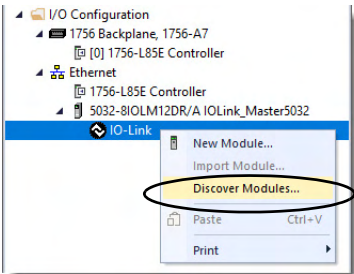 I/O Configuration
1756 Backplane, 1756-A7
[0] 1756-L85E Controller
Ethernet
1756-L85E Controller
5032-8IOLM12DR/A IOLink_Master5032
IO-Link
New Module...
Import Module...
Discover Modules...
Paste Ctrl+V
Print